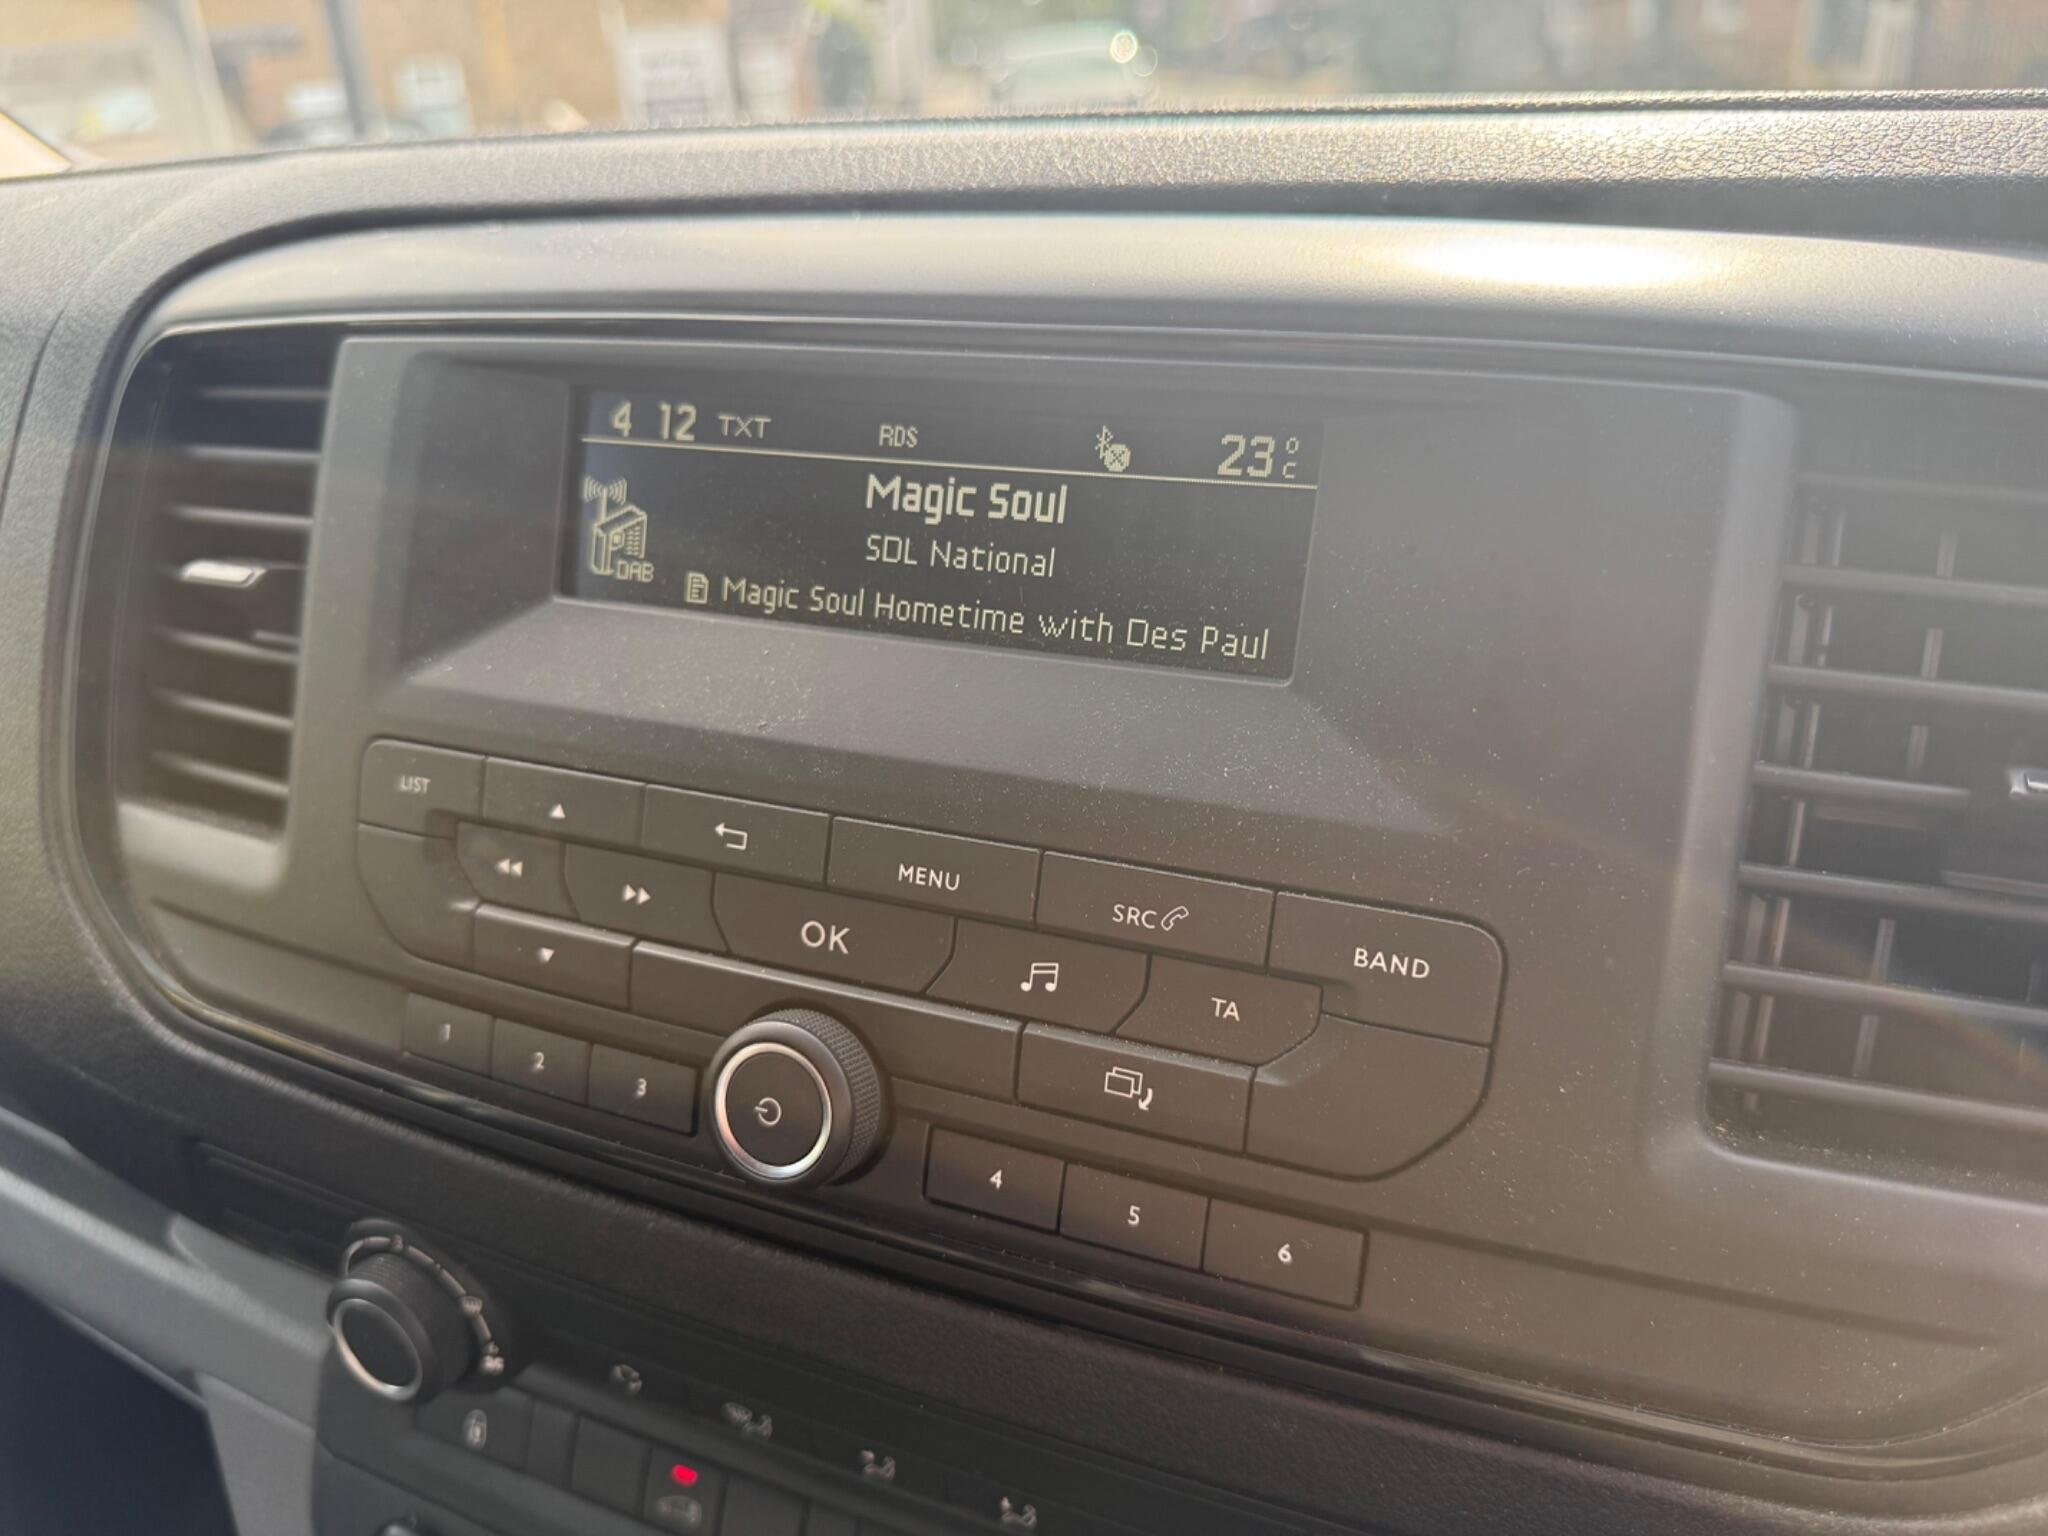 4 12 TXT RDS 23°C
Magic Soul
SDL National
DAB
Magic Soul Hometime with Des Paul
LIST
MENU
SRC
BAND
OK
TA
1 2 3
4 5 6